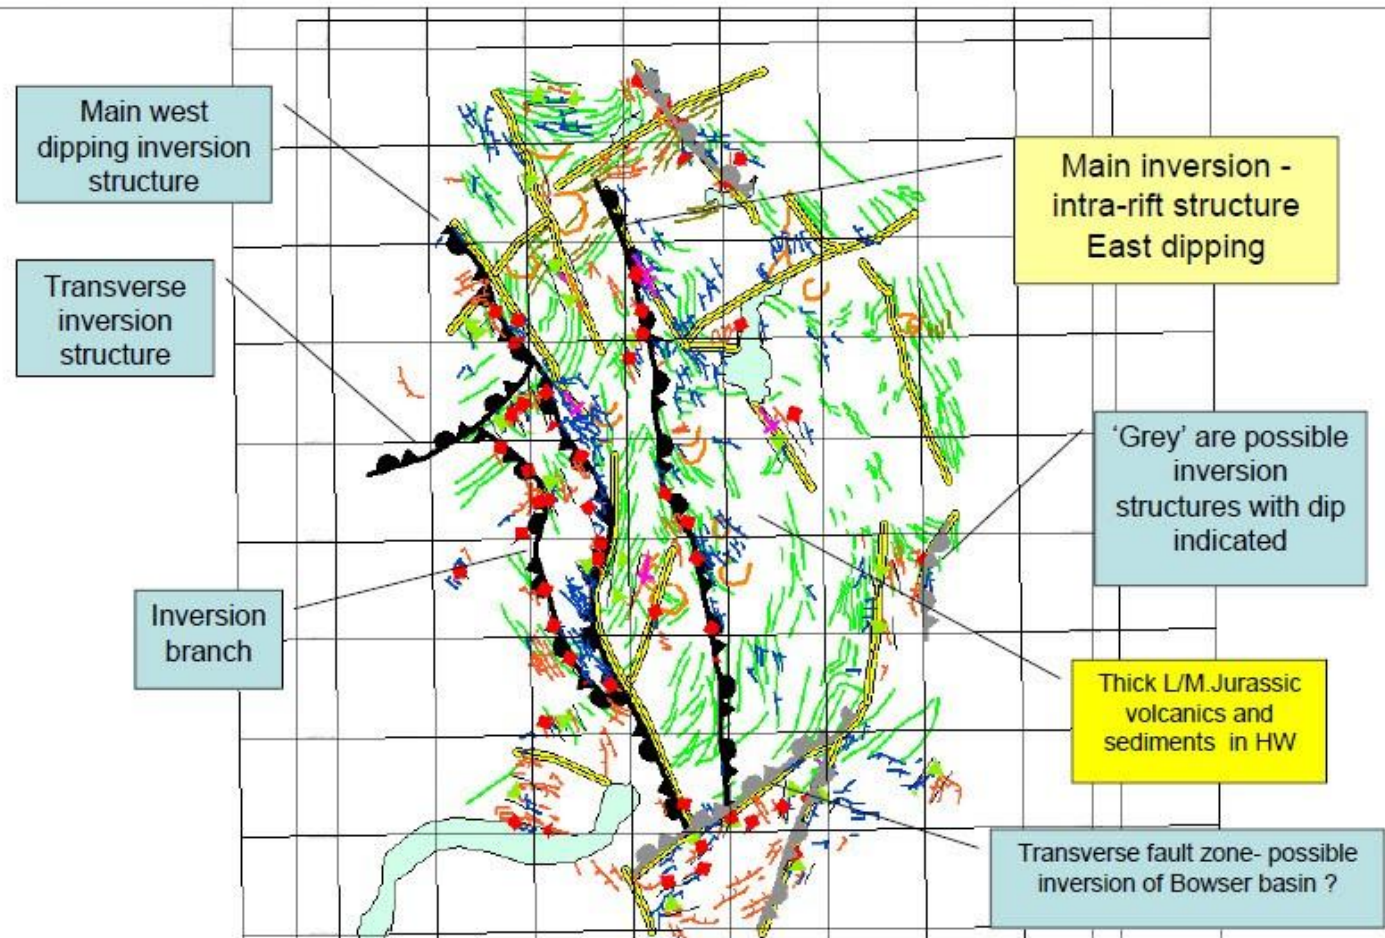 Main west
dipping inversion
structure
Main inversion -
intra-rift structure
East dipping
Transverse
inversion
structure
'Grey' are possible
inversion
structures with dip
indicated
Inversion
branch
Thick L/M.Jurassic
volcanics and
sediments in HW
Transverse fault zone- possible
inversion of Bowser basin ?